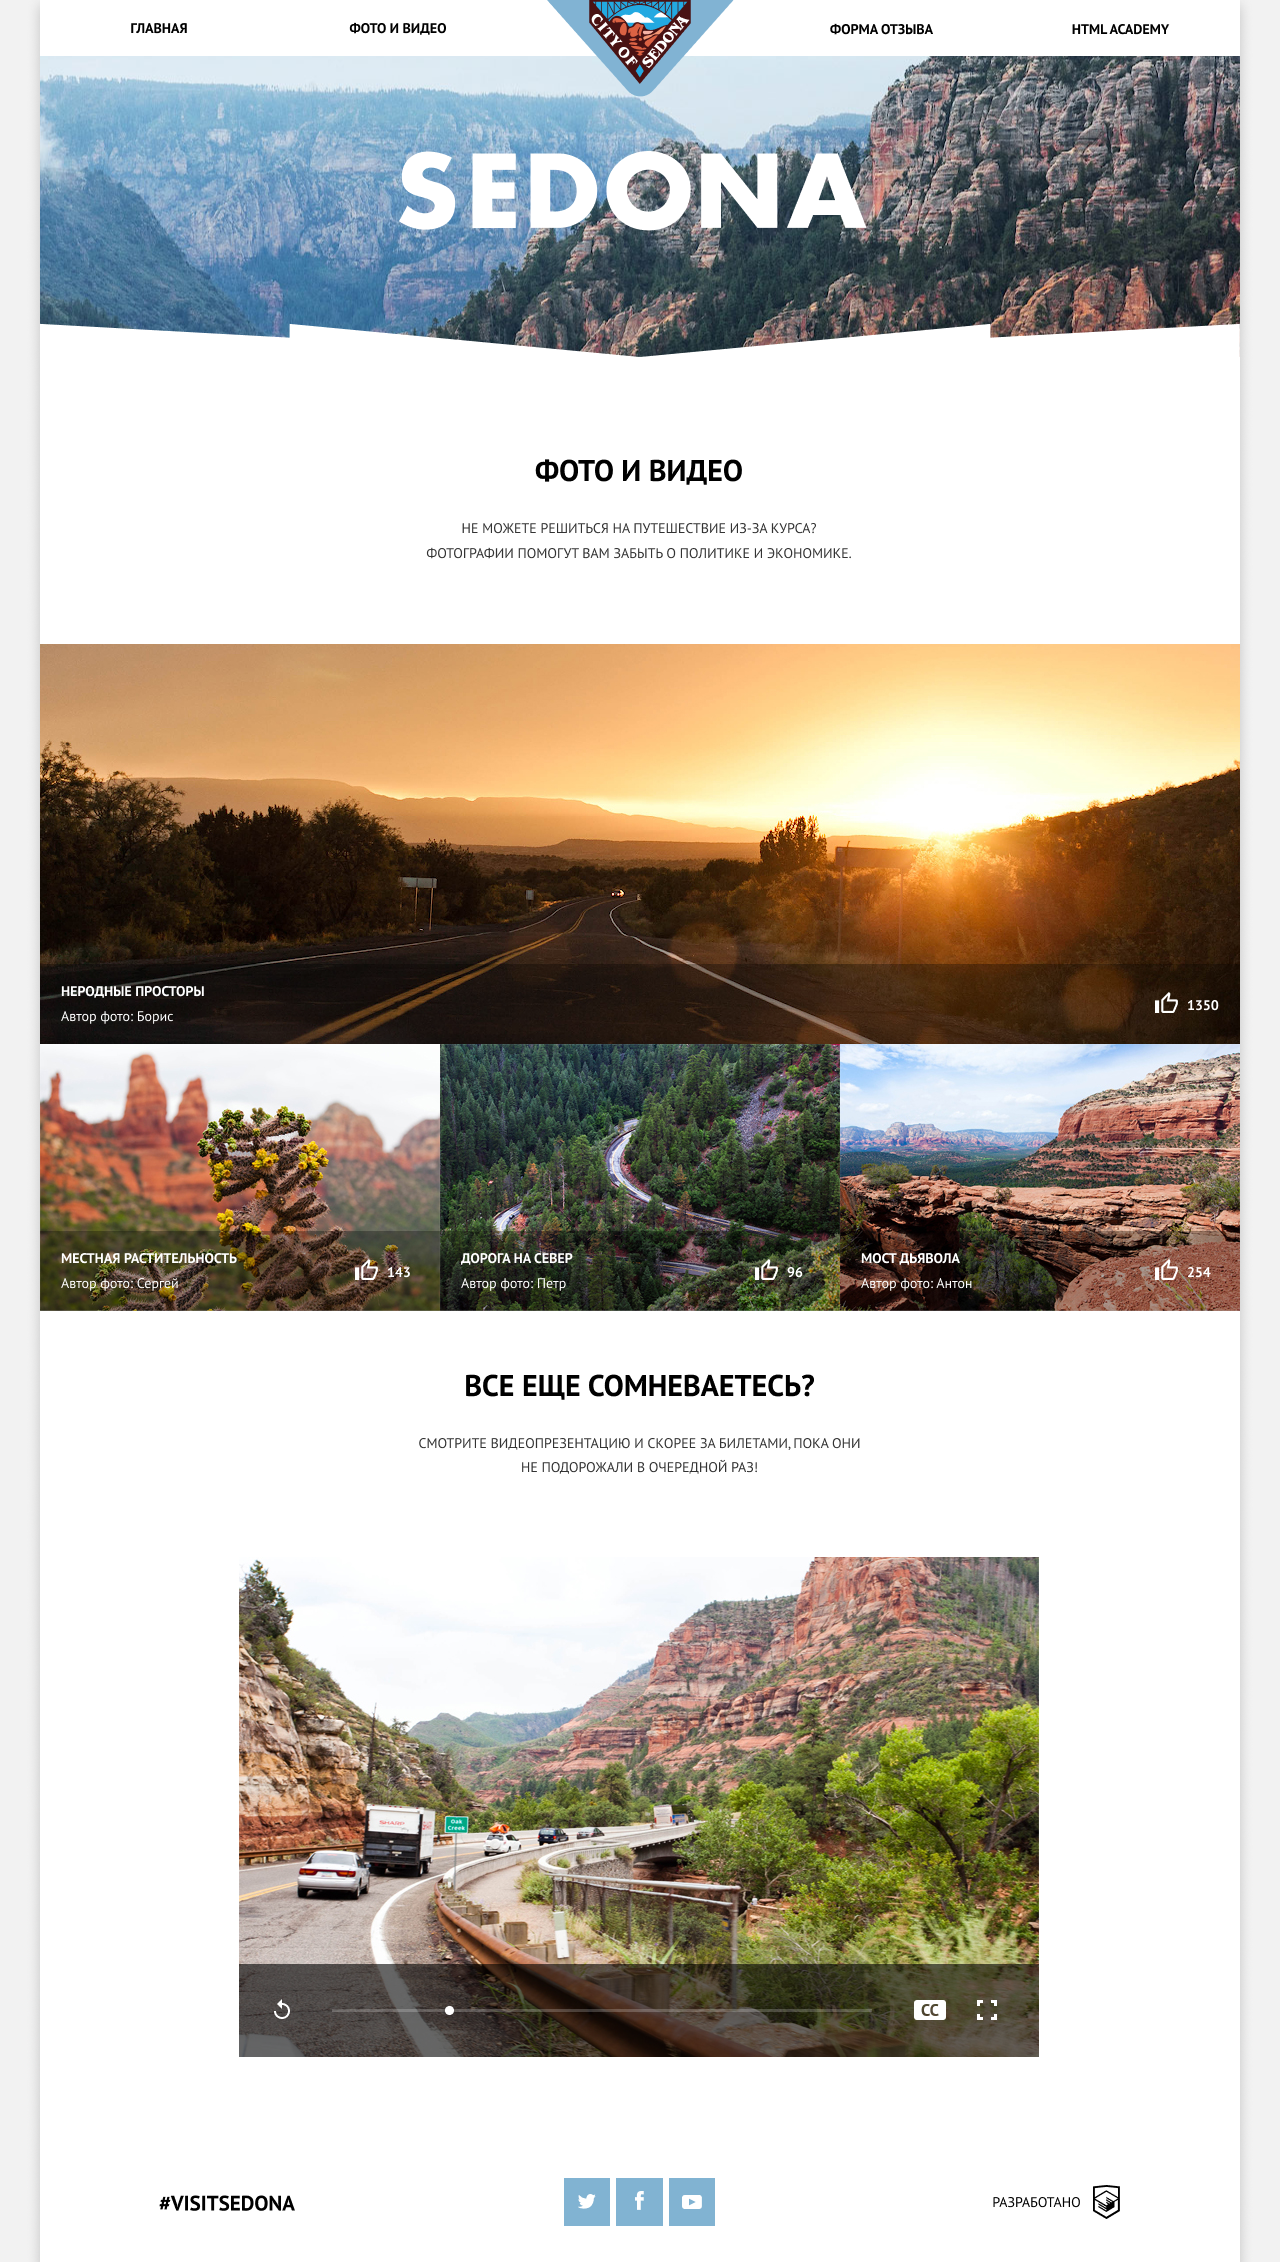 ГЛАВНАЯ
ФОТО И ВИДЕО
CITY OF SEDONA
ФОРМА ОТЗЫВА
HTML ACADEMY
SEDONA
ФОТО И ВИДЕО
НЕ МОЖЕТЕ РЕШИТЬСЯ НА ПУТЕШЕСТВИЕ ИЗ-ЗА КУРСА?
ФОТОГРАФИИ ПОМОГУТ ВАМ ЗАБЫТЬ О ПОЛИТИКЕ И ЭКОНОМИКЕ.
НЕРОДНЫЕ ПРОСТОРЫ
Автор фото: Борис
1350
МЕСТНАЯ РАСТИТЕЛЬНОСТЬ
Автор фото: Сергей
143
ДОРОГА НА СЕВЕР
Автор фото: Петр
96
МОСТ ДЬЯВОЛА
Автор фото: Антон
254
ВСЕ ЕЩЕ СОМНЕВАЕТЕСЬ?
СМОТРИТЕ ВИДЕОПРЕЗЕНТАЦИЮ И СКОРЕЕ ЗА БИЛЕТАМИ, ПОКА ОНИ
НЕ ПОДОРОЖАЛИ В ОЧЕРЕДНОЙ РАЗ!
SHARP
Oak
Creek
CC
#VISITSEDONA
РАЗРАБОТАНО